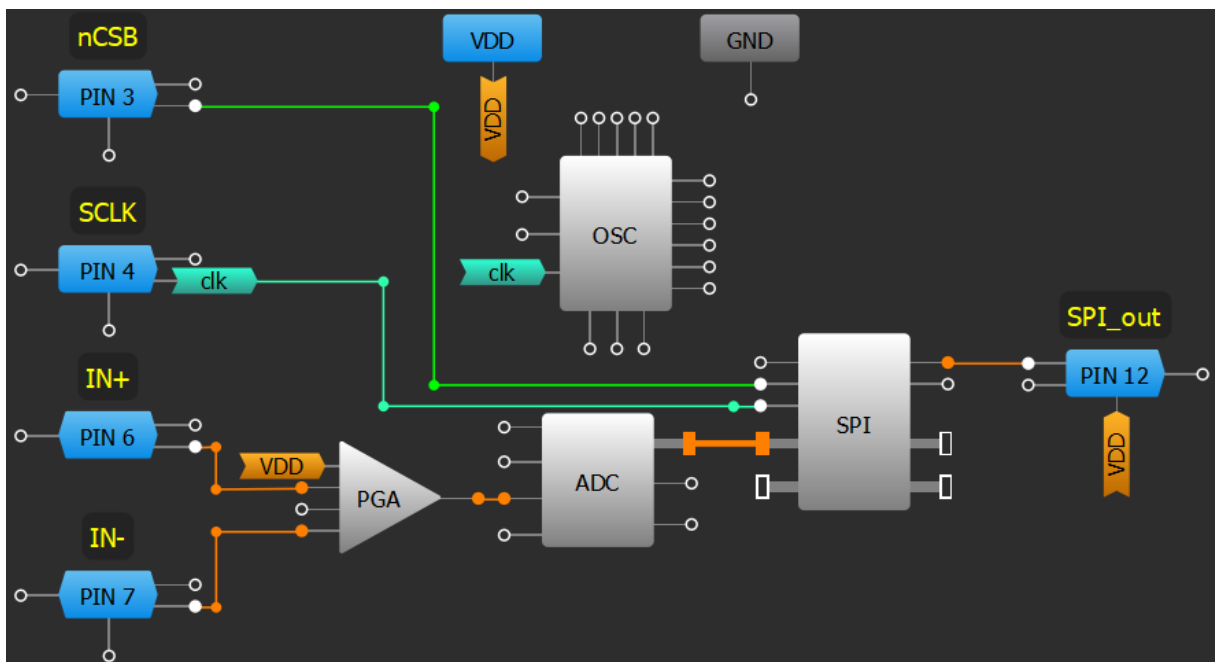 nCSB
VDD
GND
PIN 3
VDD
SCLK
OSC
PIN 4
clk
clk
SPI_out
IN+
PIN 12
PIN 6
SPI
VDD
VDD
ADC
PGA
IN-
PIN 7